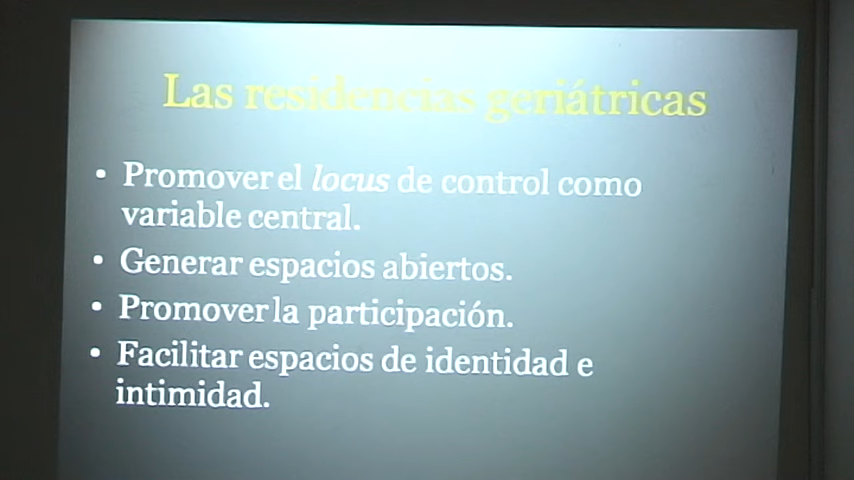 Las residencias geriátricas
• Promover el locus de control como
variable central.
• Generar espacios abiertos.
• Promover la participación.
• Facilitar espacios de identidad e
intimidad.